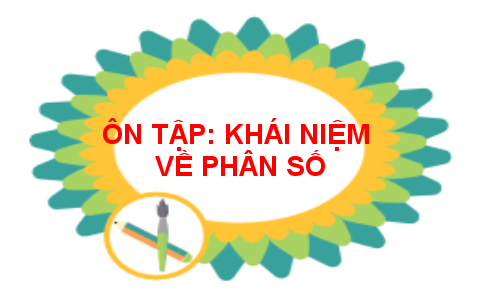 ÔN TẬP: KHÁI NIỆM
VỀ PHÂN SỐ